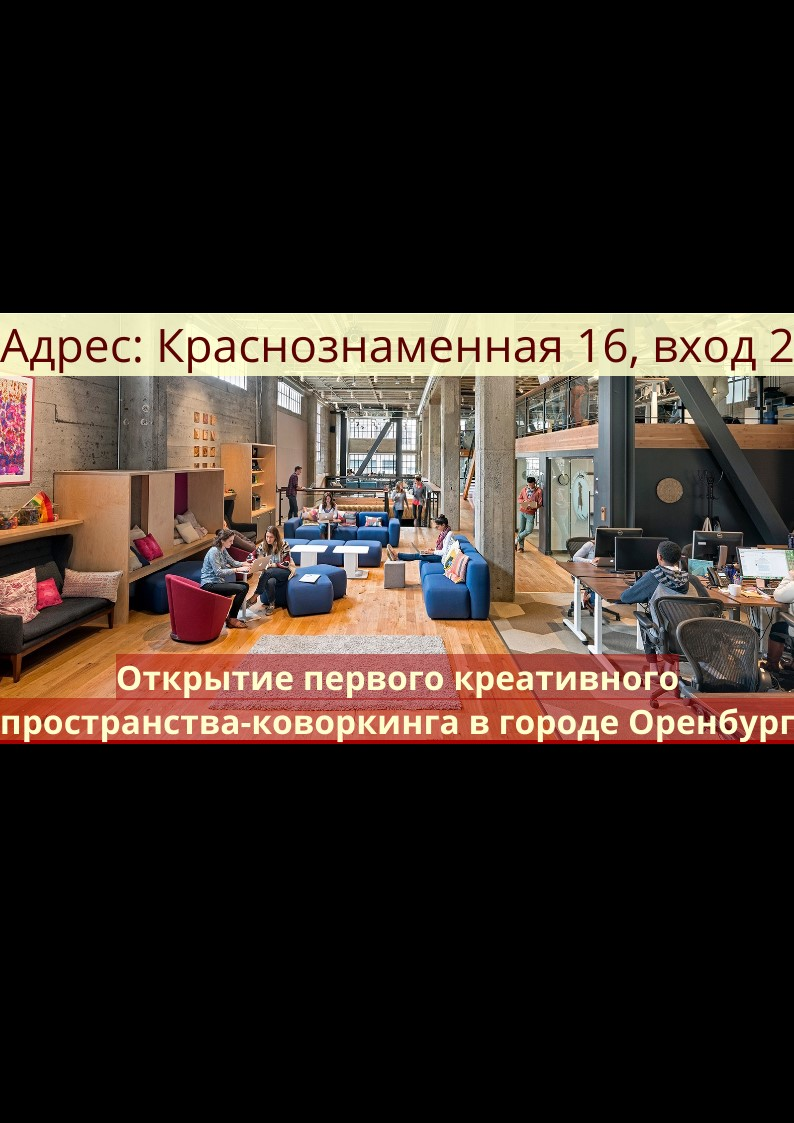 Адрес: Краснознаменная 16, вход 2
Открытие первого креативного
пространства-коворкинга в городе Оренбург